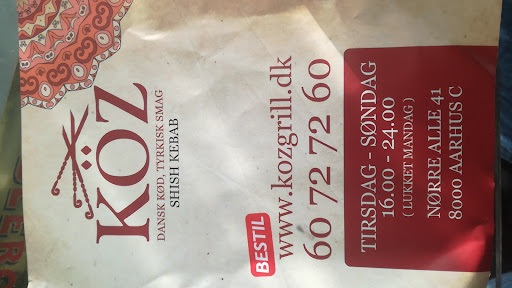 KÖZ
DANSK KØD, TYRKISK SMAG
SHISH KEBAB
BESTIL
www.kozgrill.dk
60 72 72 60
TIRSDAG - SØNDAG
16.00 - 24.00
( LUKKET MANDAG )
NØRRE ALLE 41
8000 AARHUS C